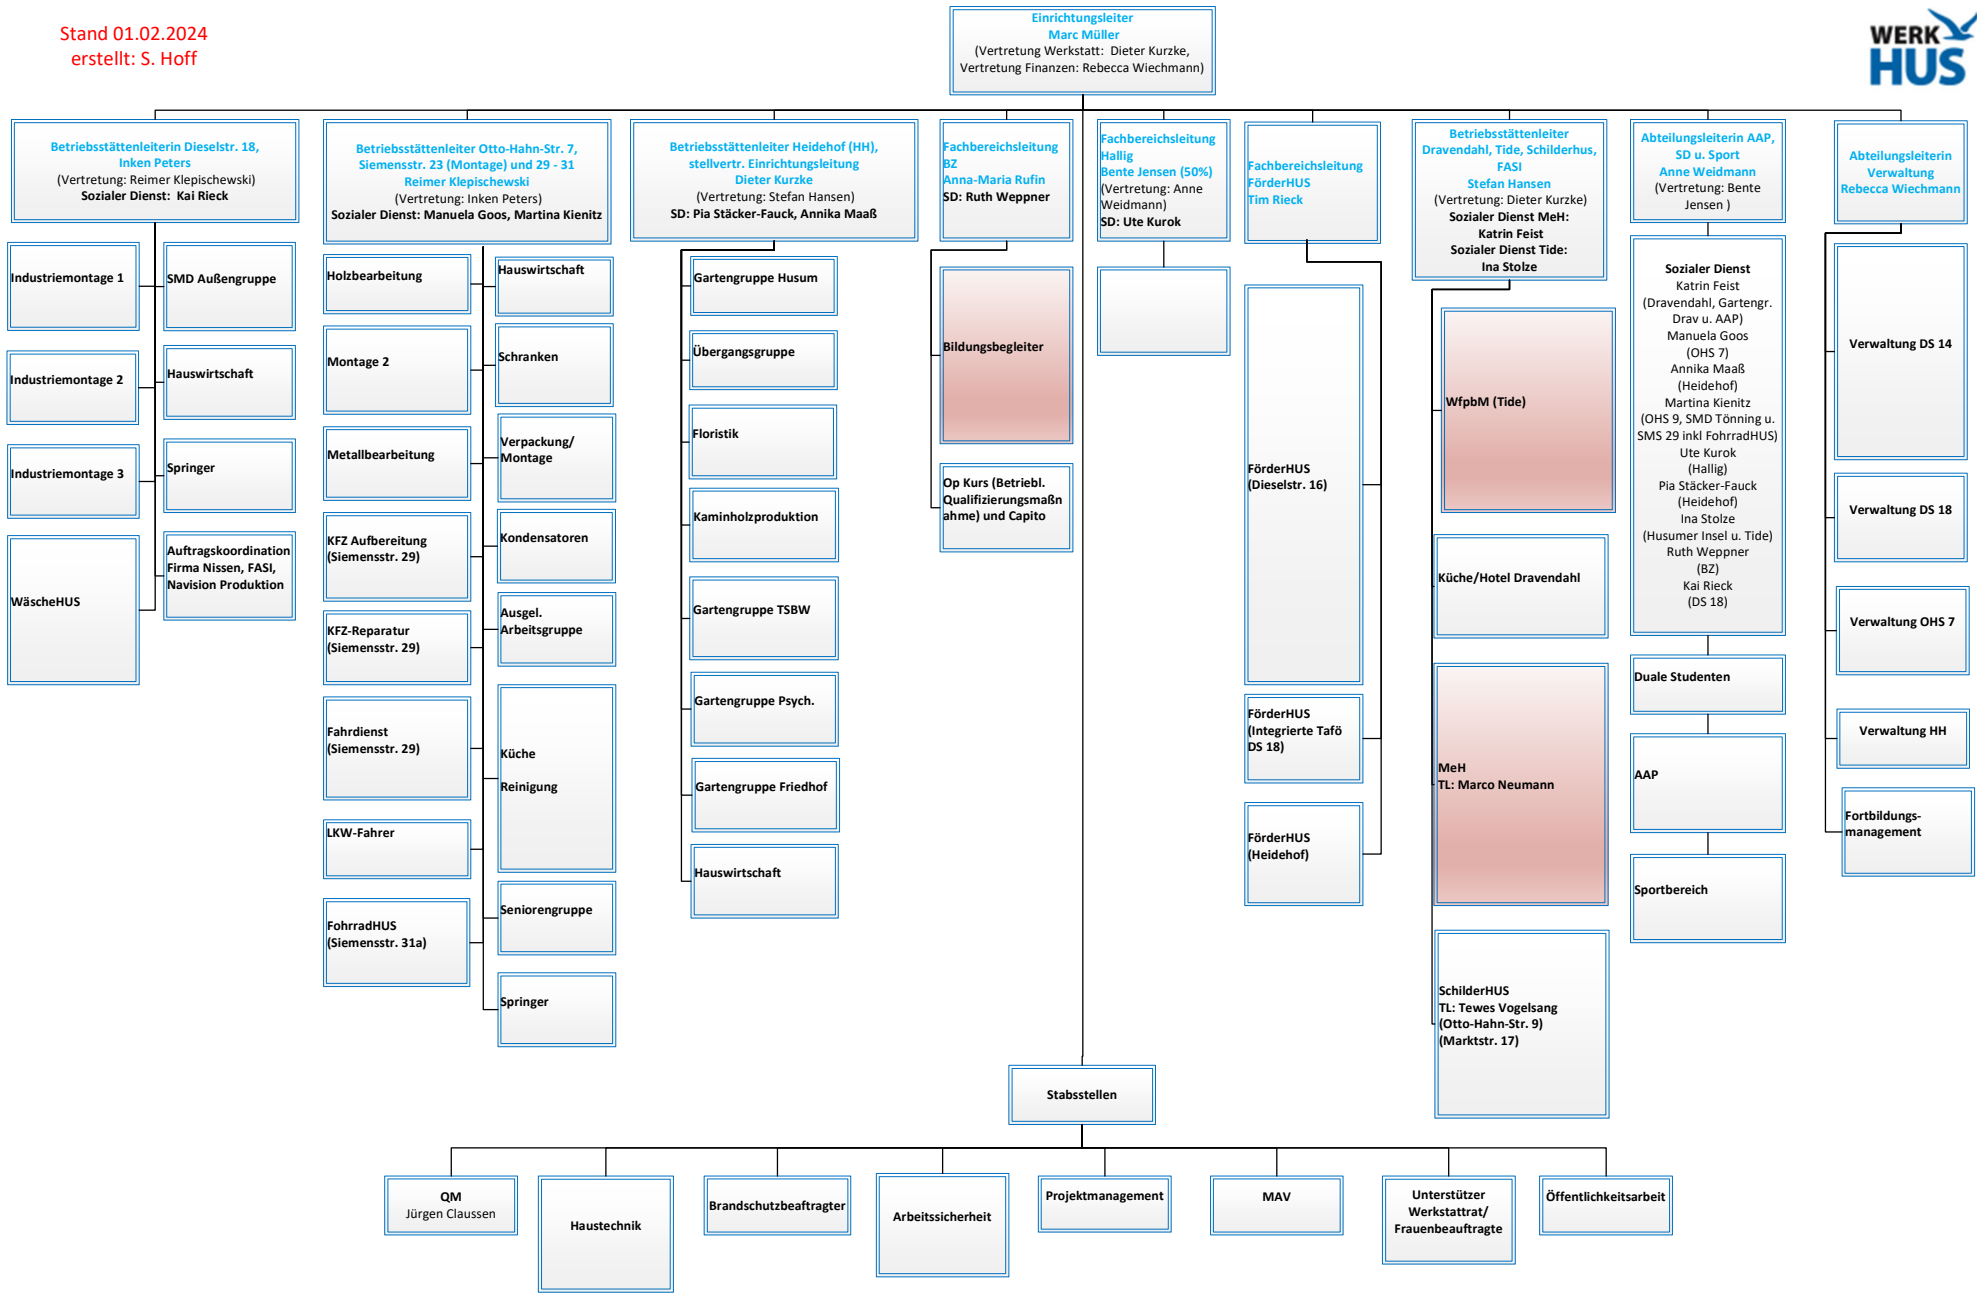 Stand 01.02.2024
erstellt: S. Hoff
Einrichtungsleiter
Marc Müller
(Vertretung Werkstatt: Dieter Kurzke,
Vertretung Finanzen: Rebecca Wiechmann)
WERK
HUS
Betriebsstättenleiterin Dieselstr. 18,
Inken Peters
(Vertretung: Reimer Klepischewski)
Sozialer Dienst: Kai Rieck
Industriemontage 1
Industriemontage 2
Industriemontage 3
WäscheHUS
SMD Außengruppe
Hauswirtschaft
Springer
Auftragskoordination
Firma Nissen, FASI,
Navision Produktion
Betriebsstättenleiter Otto-Hahn-Str. 7,
Siemensstr. 23 (Montage) und 29 - 31
Reimer Klepischewski
(Vertretung: Inken Peters)
Sozialer Dienst: Manuela Goos, Martina Kienitz
Holzbearbeitung
Montage 2
Metallbearbeitung
KFZ Aufbereitung
(Siemensstr. 29)
KFZ-Reparatur
(Siemensstr. 29)
Fahrdienst
(Siemensstr. 29)
LKW-Fahrer
FohrradHUS
(Siemensstr. 31a)
Hauswirtschaft
Schranken
Verpackung/
Montage
Kondensatoren
Ausgel.
Arbeitsgruppe
Küche
Reinigung
Seniorengruppe
Springer
Betriebsstättenleiter Heidehof (HH),
stellvertr. Einrichtungsleitung
Dieter Kurzke
(Vertretung: Stefan Hansen)
SD: Pia Stäcker-Fauck, Annika Maaß
Gartengruppe Husum
Übergangsgruppe
Floristik
Kaminholzproduktion
Gartengruppe TSBW
Gartengruppe Psych.
Gartengruppe Friedhof
Hauswirtschaft
Fachbereichsleitung
BZ
Anna-Maria Rufin
SD: Ruth Weppner
Bildungsbegleiter
Op Kurs (Betriebl.
Qualifizierungsmaßn
ahme) und Capito
Fachbereichsleitung
Hallig
Bente Jensen (50%)
(Vertretung: Anne
Weidmann)
SD: Ute Kurok
Fachbereichsleitung
FörderHUS
Tim Rieck
FörderHUS
(Dieselstr. 16)
FörderHUS
(Integrierte Tafö
DS 18)
FörderHUS
(Heidehof)
Betriebsstättenleiter
Dravendahl, Tide, Schilderhus,
FASI
Stefan Hansen
(Vertretung: Dieter Kurzke)
Sozialer Dienst MeH:
Katrin Feist
Sozialer Dienst Tide:
Ina Stolze
WfpbM (Tide)
Küche/Hotel Dravendahl
MeH
TL: Marco Neumann
SchilderHUS
TL: Tewes Vogelsang
(Otto-Hahn-Str. 9)
(Marktstr. 17)
Abteilungsleiterin AAP,
SD u. Sport
Anne Weidmann
(Vertretung: Bente
Jensen )
Sozialer Dienst
Katrin Feist
(Dravendahl, Gartengr.
Drav u. AAP)
Manuela Goos
(OHS 7)
Annika Maaß
(Heidehof)
Martina Kienitz
(OHS 9, SMD Tönning u.
SMS 29 inkl FohrradHUS)
Ute Kurok
(Hallig)
Pia Stäcker-Fauck
(Heidehof)
Ina Stolze
(Husumer Insel u. Tide)
Ruth Weppner
(BZ)
Kai Rieck
(DS 18)
Duale Studenten
AAP
Sportbereich
Abteilungsleiterin
Verwaltung
Rebecca Wiechmann
Verwaltung DS 14
Verwaltung DS 18
Verwaltung OHS 7
Verwaltung HH
Fortbildungs-
management
Stabsstellen
QM
Jürgen Claussen
Haustechnik
Brandschutzbeaftragter
Arbeitssicherheit
Projektmanagement
MAV
Unterstützer
Werkstattrat/
Frauenbeauftragte
Öffentlichkeitsarbeit